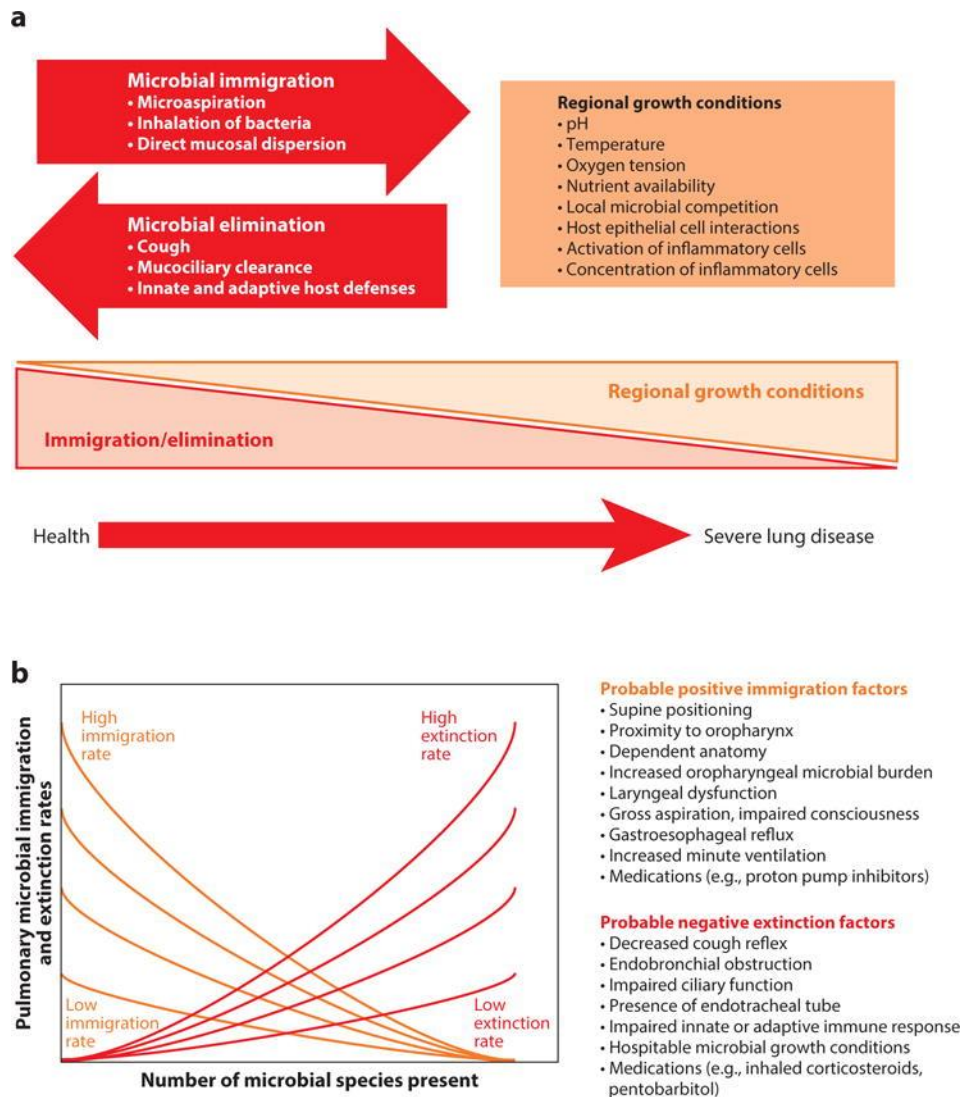 a
Microbial immigration
• Microaspiration
• Inhalation of bacteria
• Direct mucosal dispersion
Microbial elimination
• Cough
• Mucociliary clearance
• Innate and adaptive host defenses
Regional growth conditions
• pH
• Temperature
• Oxygen tension
• Nutrient availability
• Local microbial competition
• Host epithelial cell interactions
• Activation of inflammatory cells
• Concentration of inflammatory cells
Regional growth conditions
Immigration/elimination
Health
Severe lung disease
b
Pulmonary microbial immigration
and extinction rates
High
immigration
rate
High
extinction
rate
Low
immigration
rate
Low
extinction
rate
Number of microbial species present
Probable positive immigration factors
• Supine positioning
• Proximity to oropharynx
• Dependent anatomy
• Increased oropharyngeal microbial burden
• Laryngeal dysfunction
• Gross aspiration, impaired consciousness
• Gastroesophageal reflux
• Increased minute ventilation
• Medications (e.g., proton pump inhibitors)
Probable negative extinction factors
• Decreased cough reflex
• Endobronchial obstruction
• Impaired ciliary function
• Presence of endotracheal tube
• Impaired innate or adaptive immune response
• Hospitable microbial growth conditions
• Medications (e.g., inhaled corticosteroids,
pentobarbitol)